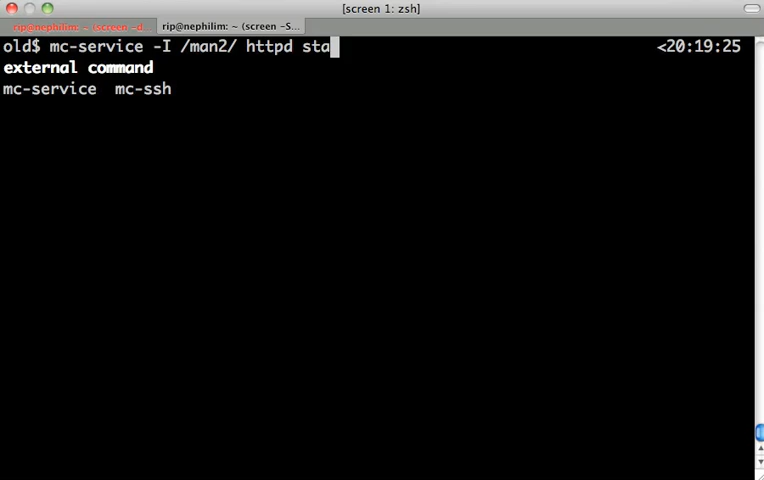 [screen 1: zsh]
rip@nephilim: ~ (screen -d...
rip@nephilim: ~ (screen -S...
old$ mc-service -I /man2/ httpd sta <20:19:25
external command
mc-service mc-ssh